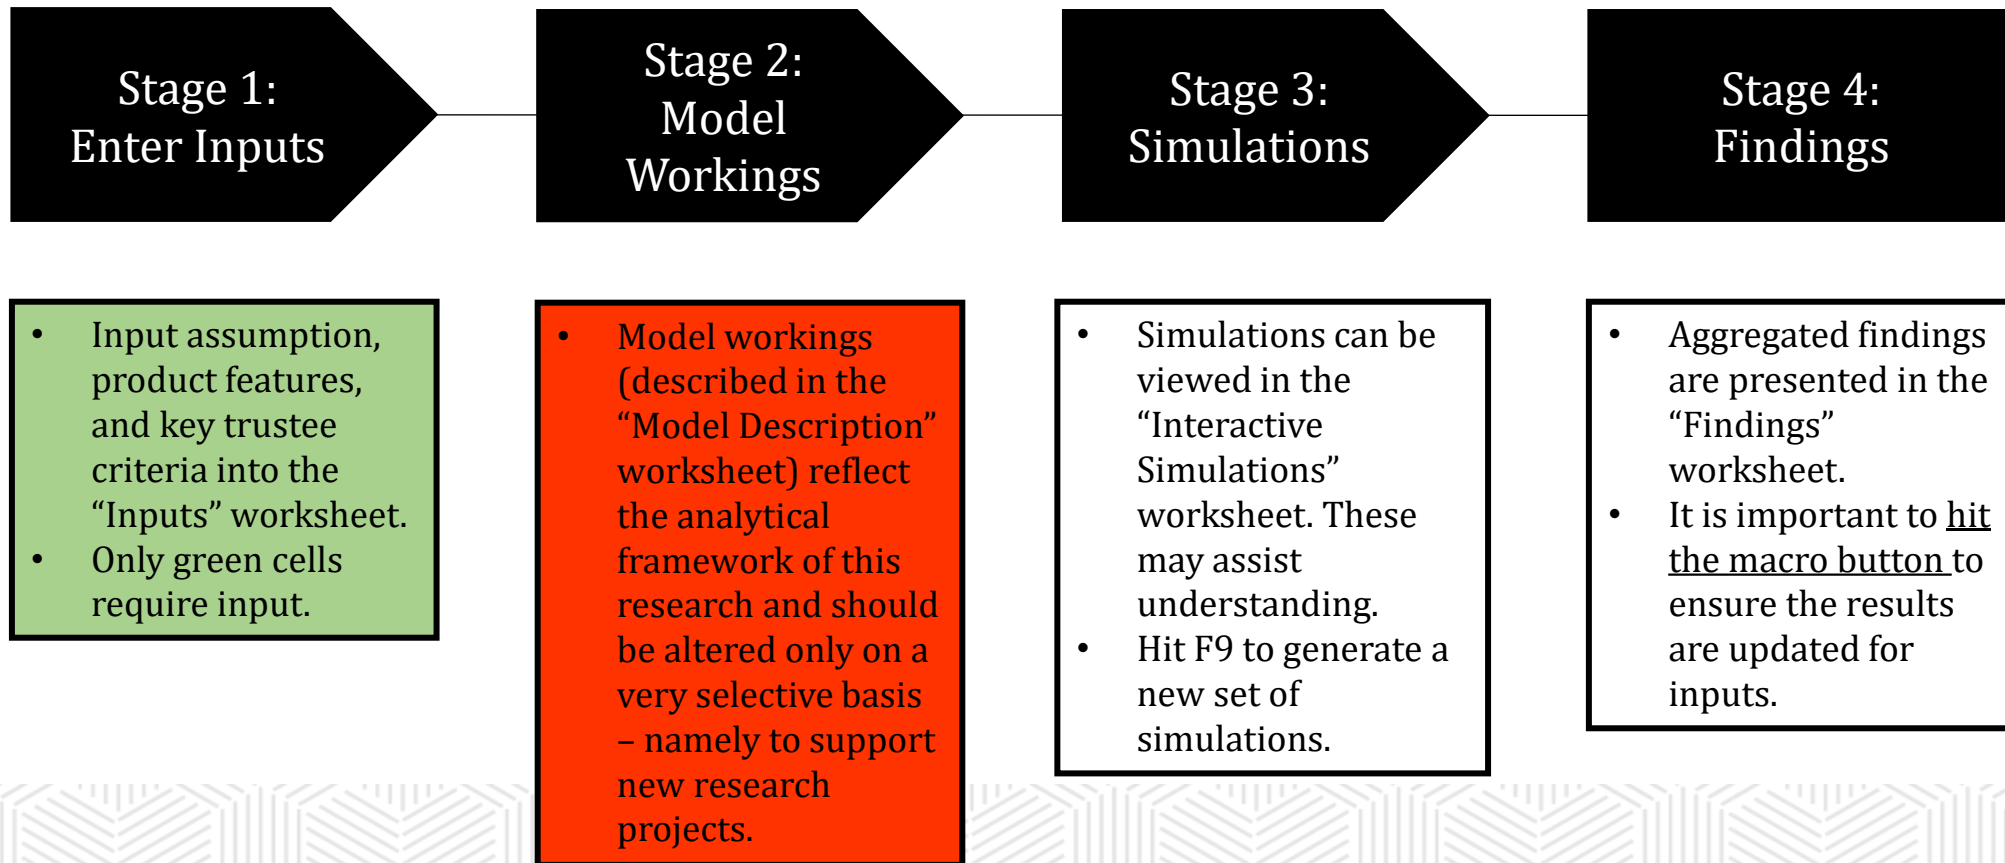 Stage 1:
Enter Inputs
Stage 2:
Model
Workings
Stage 3:
Simulations
Stage 4:
Findings
• Input assumption,
product features,
and key trustee
criteria into the
“Inputs” worksheet.
• Only green cells
require input.
• Model workings
(described in the
“Model Description”
worksheet) reflect
the analytical
framework of this
research and should
be altered only on a
very selective basis
– namely to support
new research
projects.
• Simulations can be
viewed in the
“Interactive
Simulations”
worksheet. These
may assist
understanding.
• Hit F9 to generate a
new set of
simulations.
• Aggregated findings
are presented in the
“Findings”
worksheet.
• It is important to hit
the macro button to
ensure the results
are updated for
inputs.